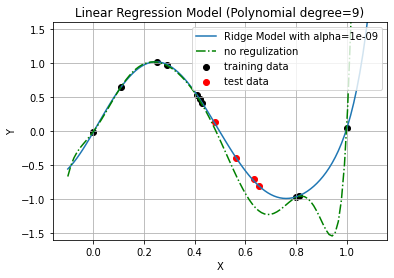 Linear Regression Model (Polynomial degree=9)
Ridge Model with alpha=1e-09
no regulization
training data
test data
1.5
1.0
0.5
0.0
−0.5
−1.0
−1.5
Y
0.0 0.2 0.4 0.6 0.8 1.0
X